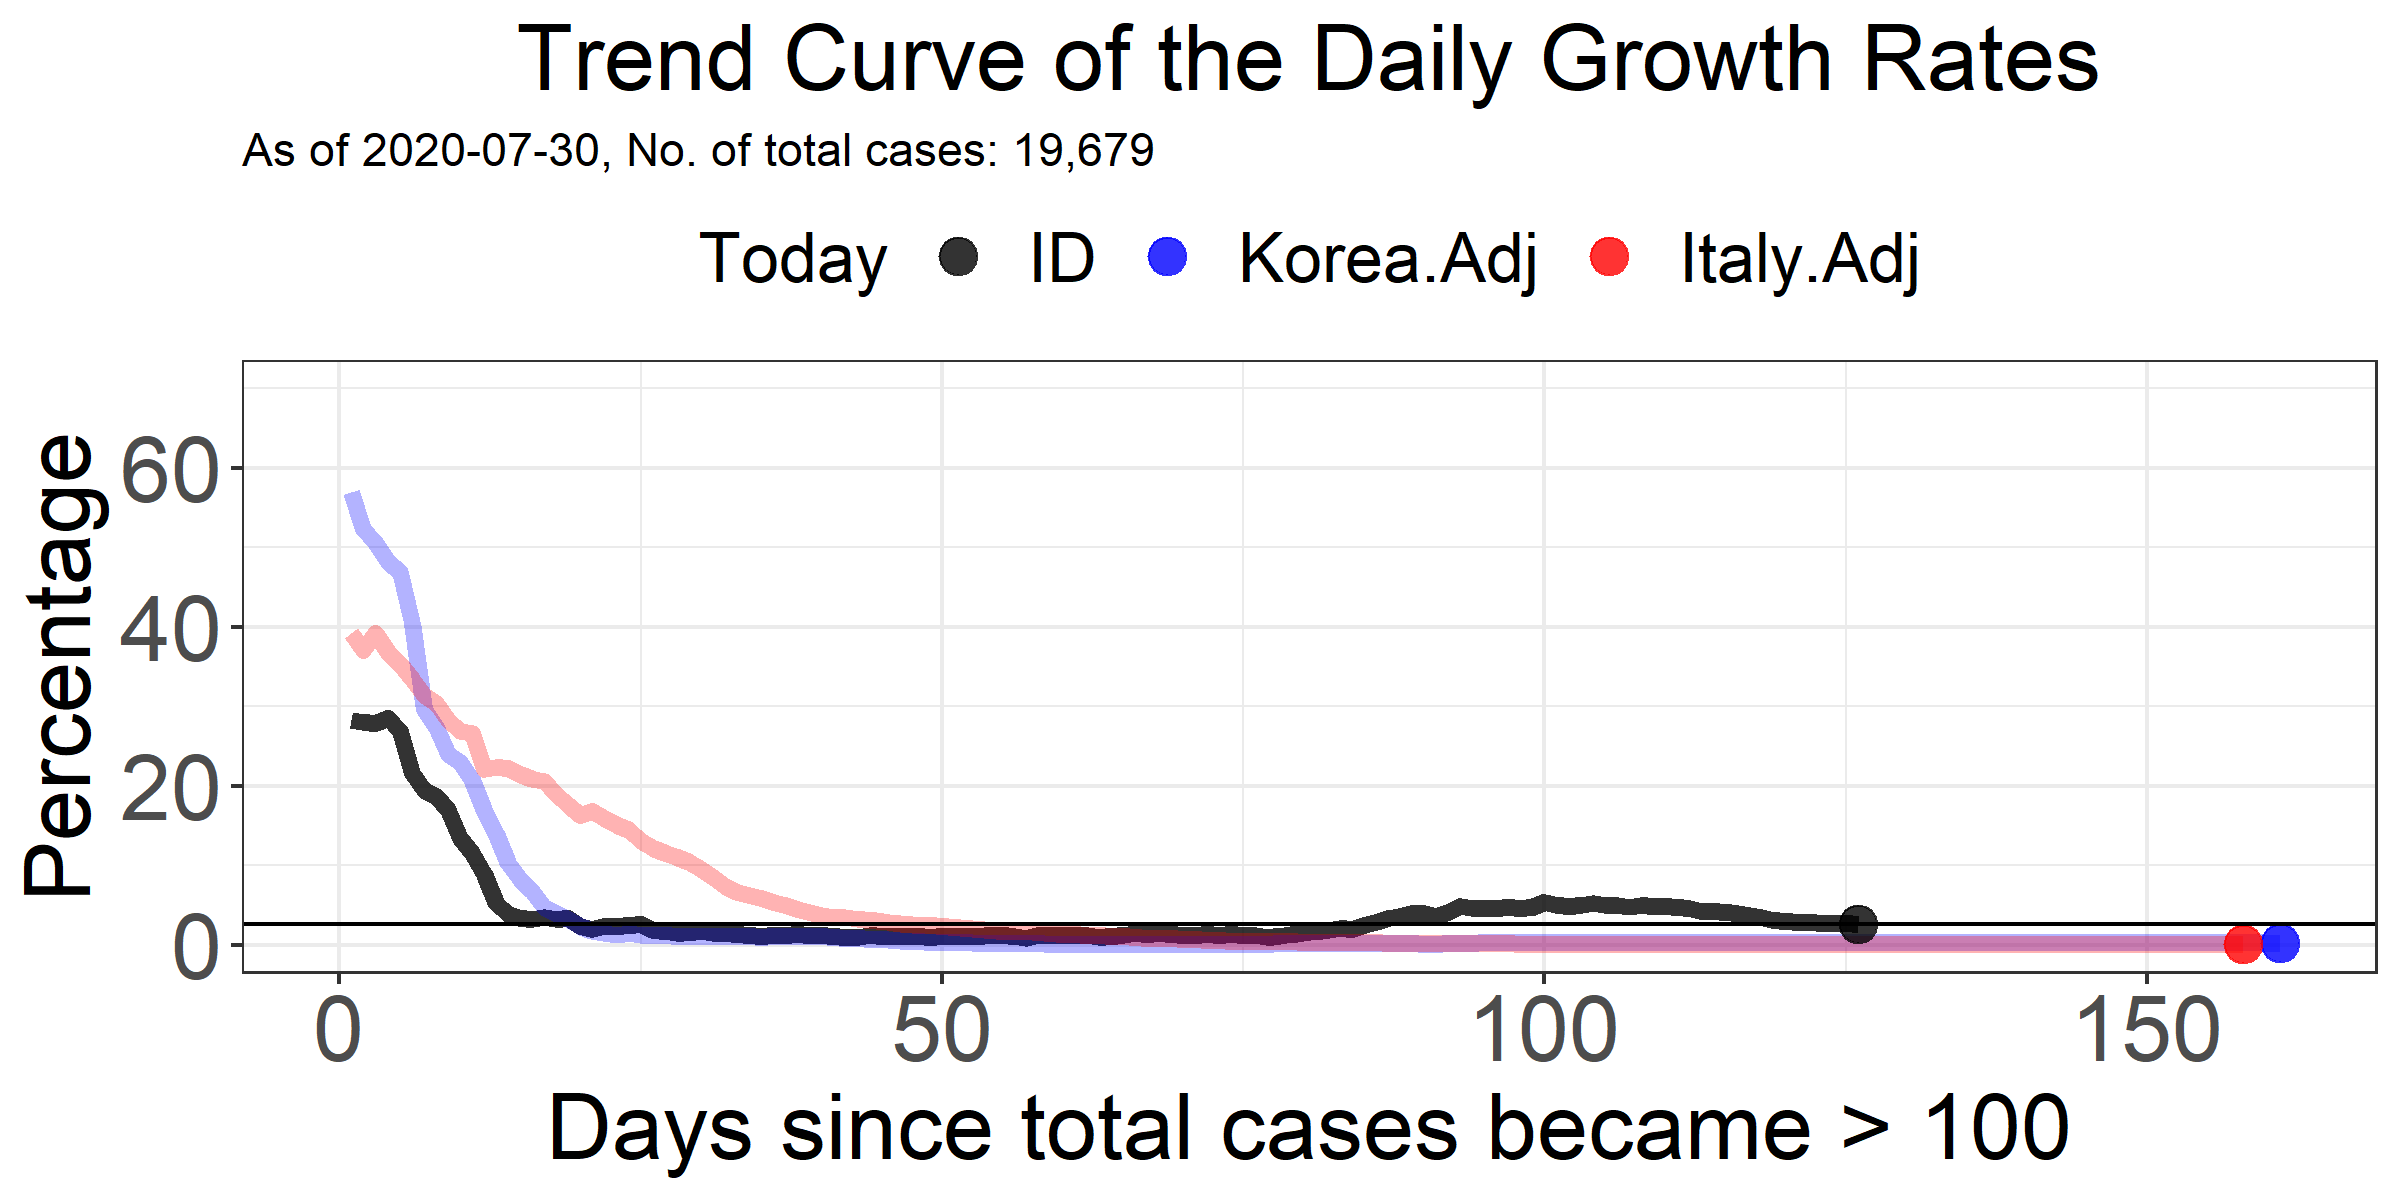 Trend Curve of the Daily Growth Rates
As of 2020-07-30, No. of total cases: 19,679
Today ID Korea.Adj Italy.Adj
Percentage
60
40
20
0
0 50 100 150
Days since total cases became > 100